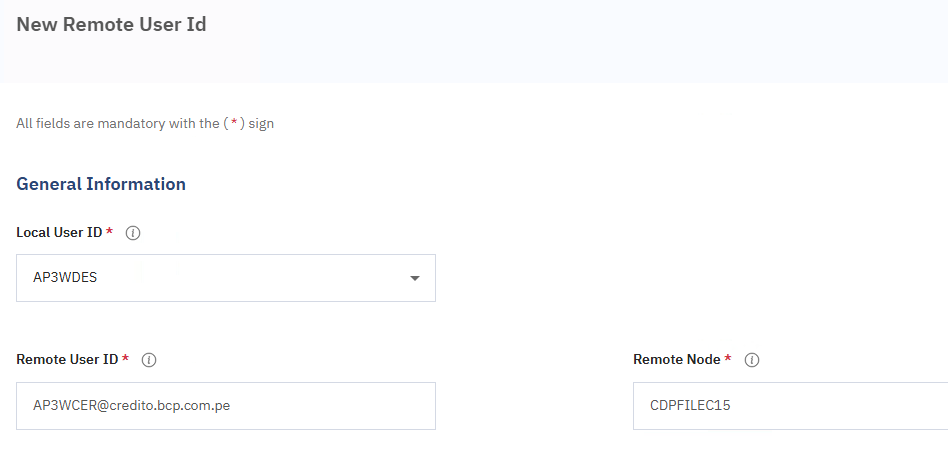 New Remote User Id
All fields are mandatory with the ( * ) sign
General Information
Local User ID *
AP3WDES
Remote User ID *
Remote Node *
AP3WCER@credito.bcp.com.pe
CDPFILEC15